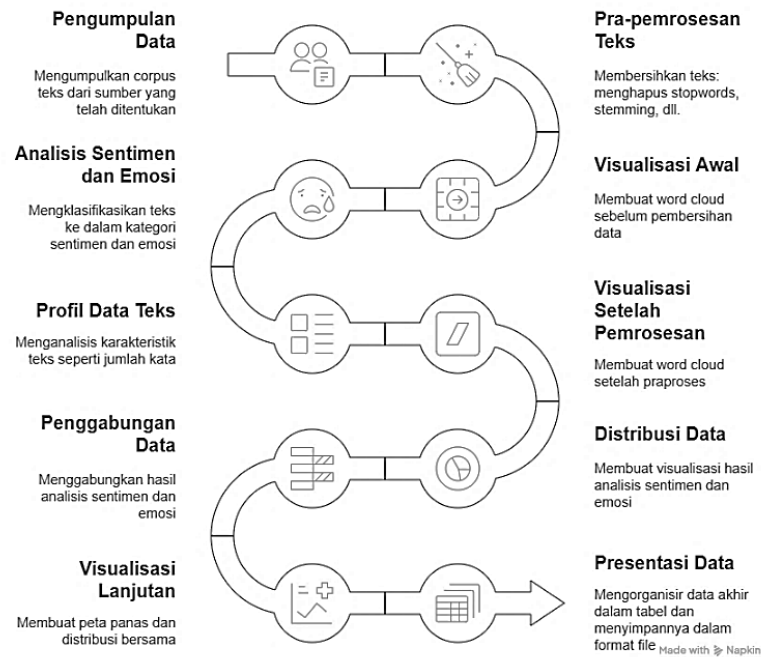 Pengumpulan
Data
Mengumpulkan corpus
teks dari sumber yang
telah ditentukan
Pra-pemrosesan
Teks
Membersihkan teks:
menghapus stopwords,
stemming, dll.
Visualisasi Awal
Membuat word cloud
sebelum pembersihan
data
Analisis Sentimen
dan Emosi
Mengklasifikasikan teks
ke dalam kategori
sentimen dan emosi
Profil Data Teks
Menganalisis karakteristik
teks seperti jumlah kata
Visualisasi
Setelah
Pemrosesan
Membuat word cloud
setelah praproses
Distribusi Data
Membuat visualisasi hasil
analisis sentimen dan
emosi
Penggabungan
Data
Menggabungkan hasil
analisis sentimen dan
emosi
Visualisasi
Lanjutan
Membuat peta panas dan
distribusi bersama
Presentasi Data
Mengorganisir data akhir
dalam tabel dan
menyimpannya dalam
format file
Made with Napkin